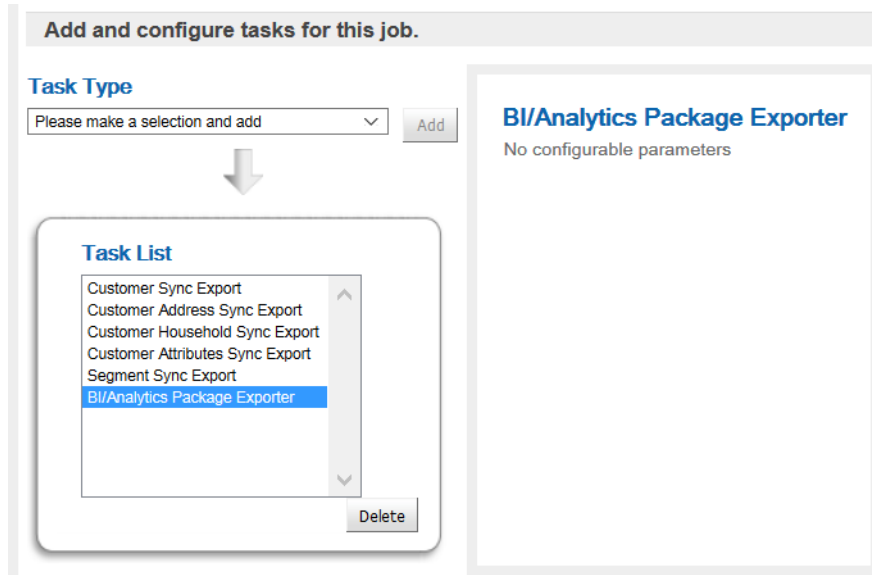 Add and configure tasks for this job.
Task Type
Please make a selection and add
Add
Task List
Customer Sync Export
Customer Address Sync Export
Customer Household Sync Export
Customer Attributes Sync Export
Segment Sync Export
BI/Analytics Package Exporter
Delete
BI/Analytics Package Exporter
No configurable parameters